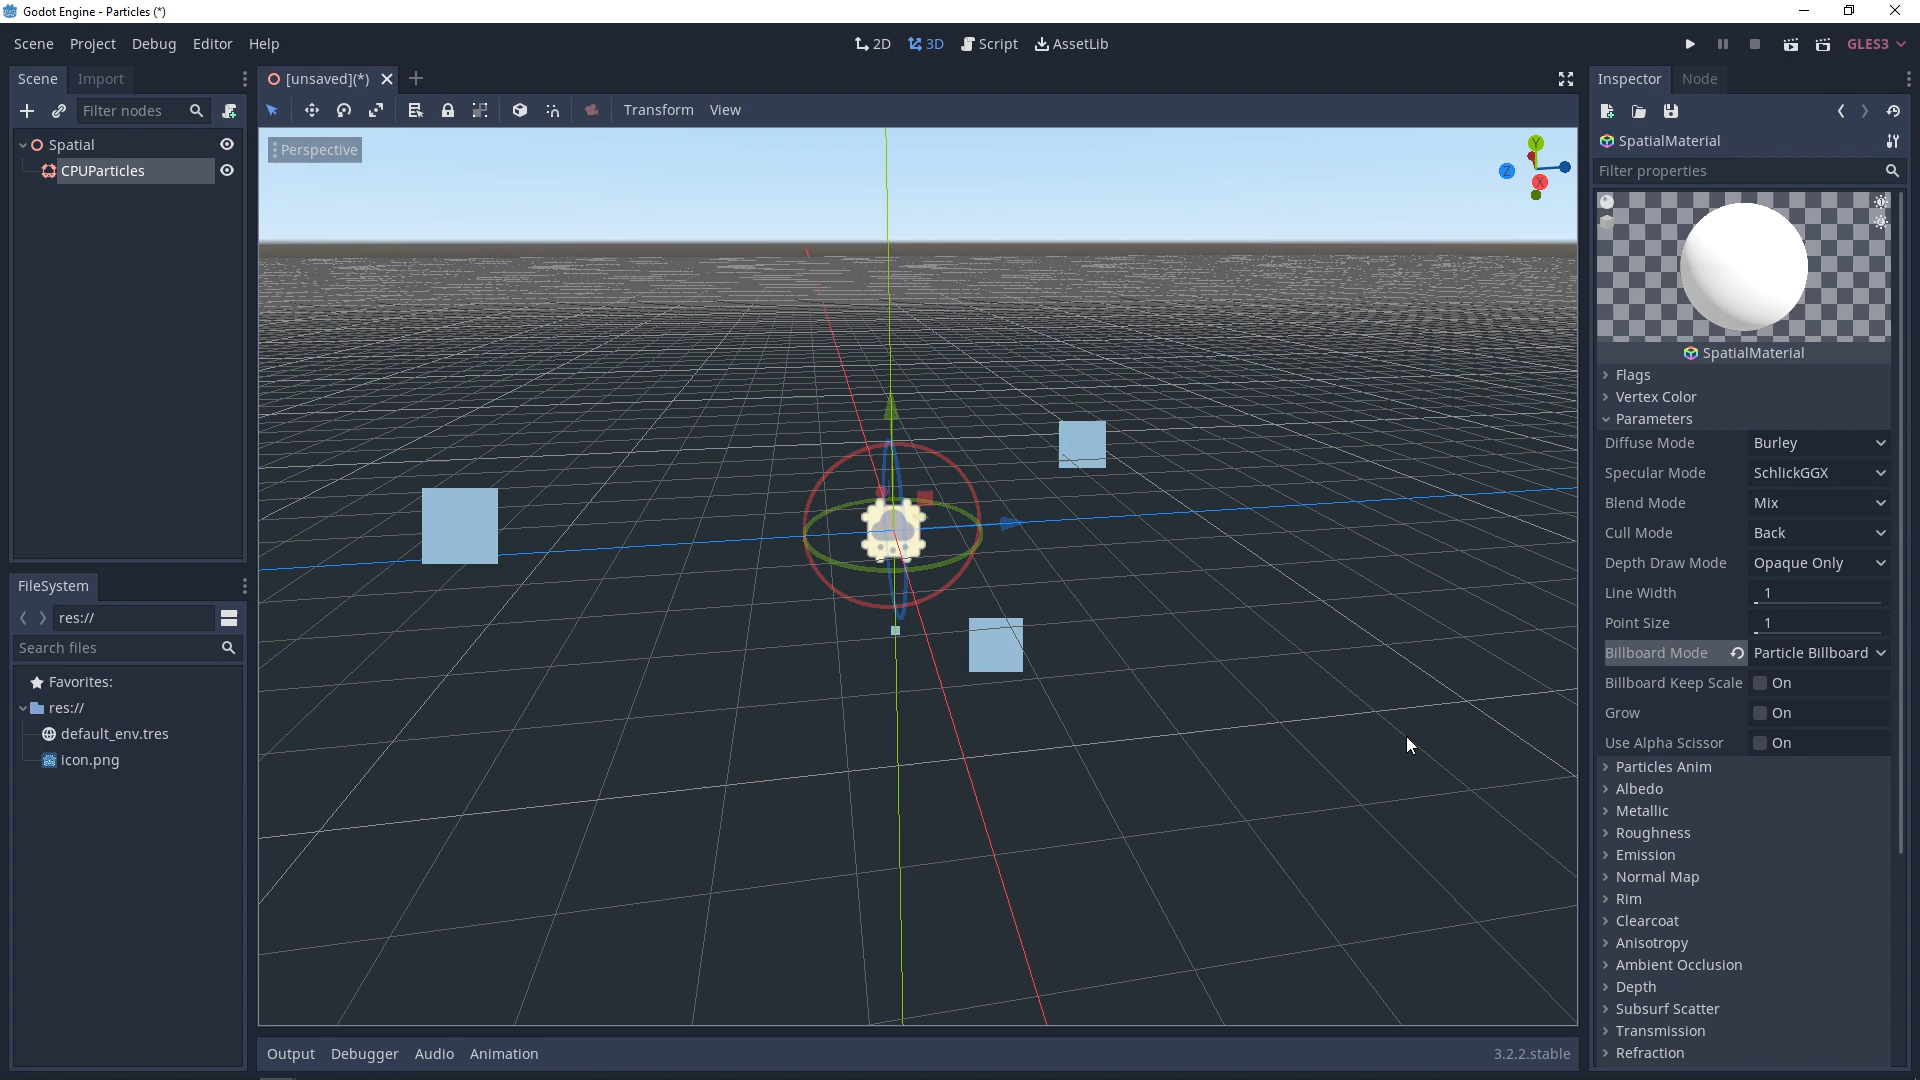 Godot Engine - Particles (*)
Scene Project Debug Editor Help
2D 3D Script AssetLib
GLES3
Scene Import
Filter nodes
Spatial
CPUParticles
FileSystem
res://
Search files
Favorites:
res://
default_env.tres
icon.png
[unsaved](*)
Transform View
Perspective
Y
Z
X
Output Debugger Audio Animation
3.2.2.stable
Inspector Node
SpatialMaterial
Filter properties
SpatialMaterial
Flags
Vertex Color
Parameters
Diffuse Mode Burley
Specular Mode SchlickGGX
Blend Mode Mix
Cull Mode Back
Depth Draw Mode Opaque Only
Line Width 1
Point Size 1
Billboard Mode Particle Billboard
Billboard Keep Scale On
Grow On
Use Alpha Scissor On
Particles Anim
Albedo
Metallic
Roughness
Emission
Normal Map
Rim
Clearcoat
Anisotropy
Ambient Occlusion
Depth
Subsurf Scatter
Transmission
Refraction